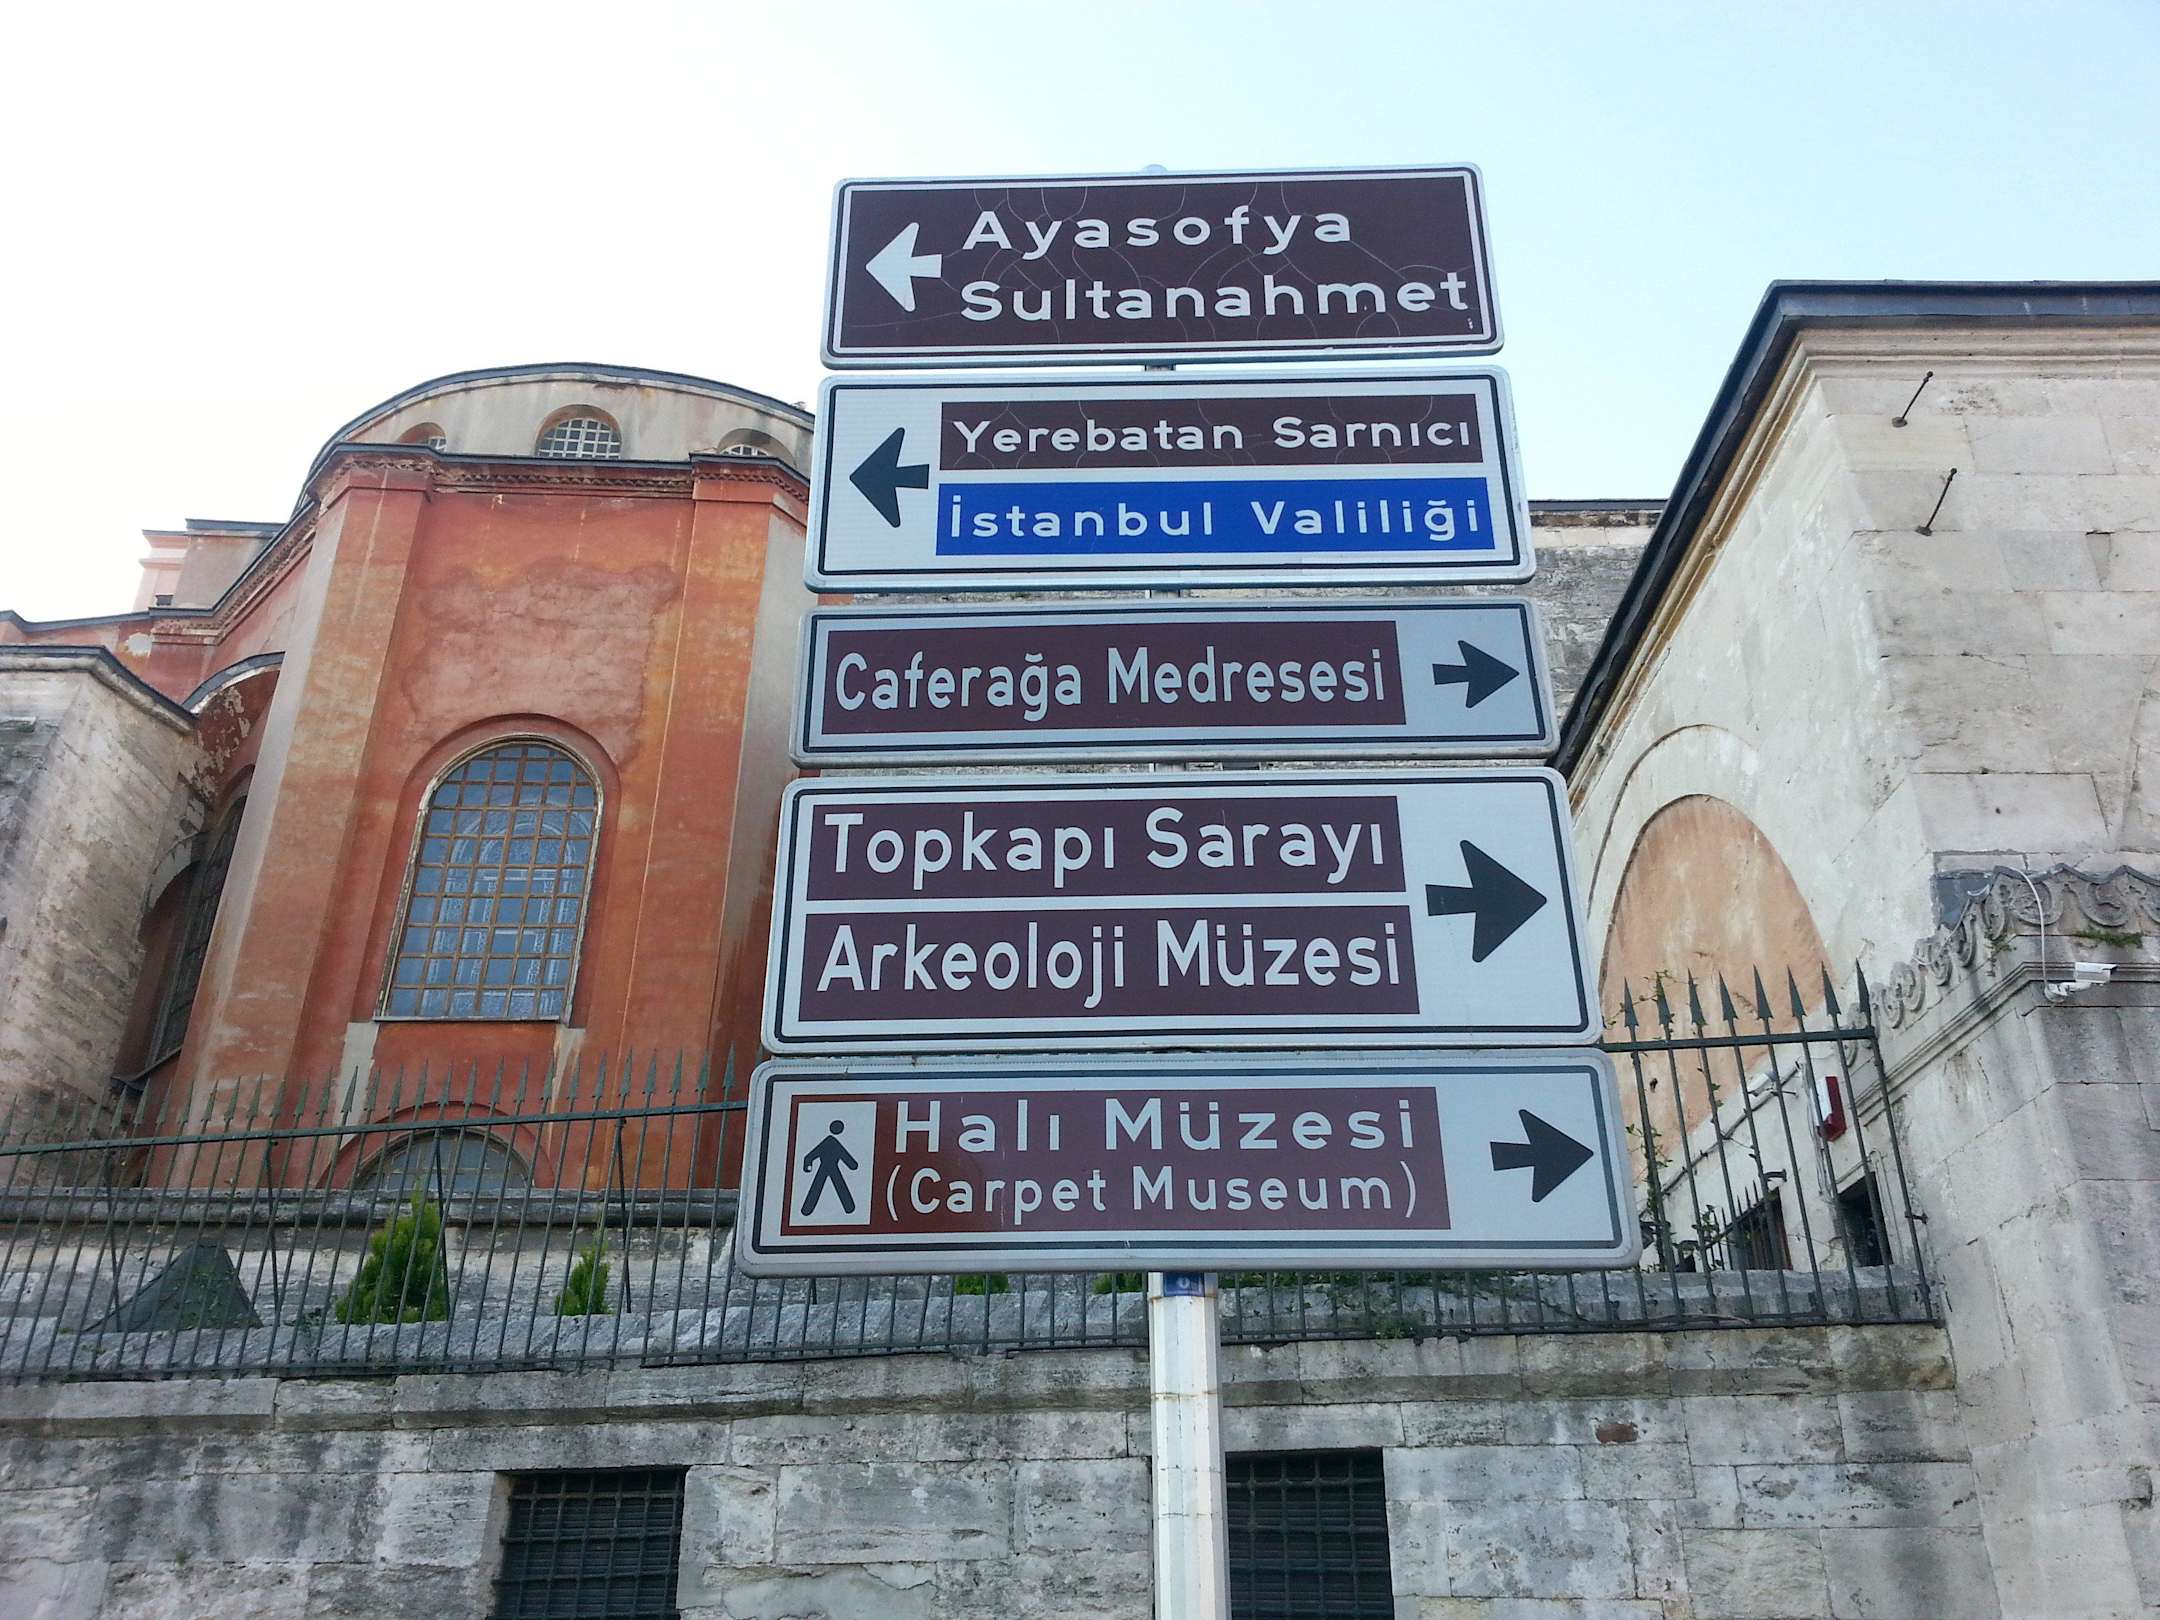 Ayasofya
Sultanahmet
Yerebatan Sarnıcı
İstanbul Valiliği
Caferağa Medresesi
Topkapı Sarayı
Arkeoloji Müzesi
Halı Müzesi
(Carpet Museum)